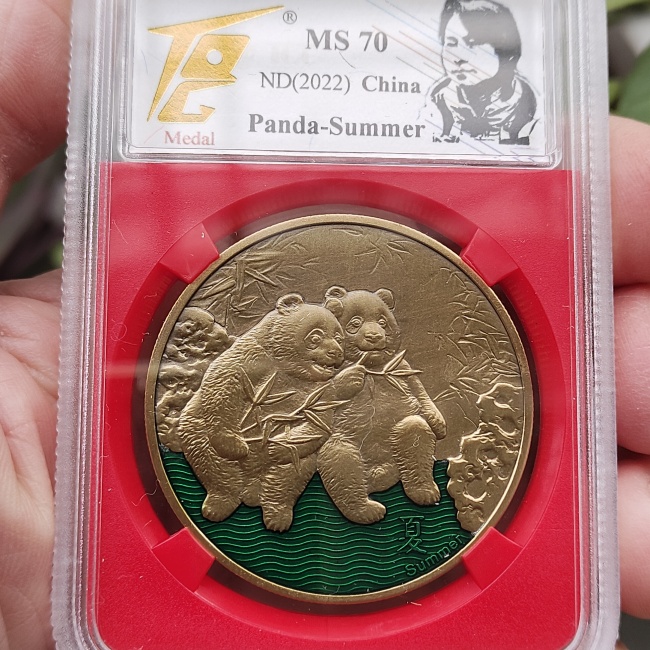 ®
MS 70
ND(2022) China
Panda-Summer
Medal
夏
Summer